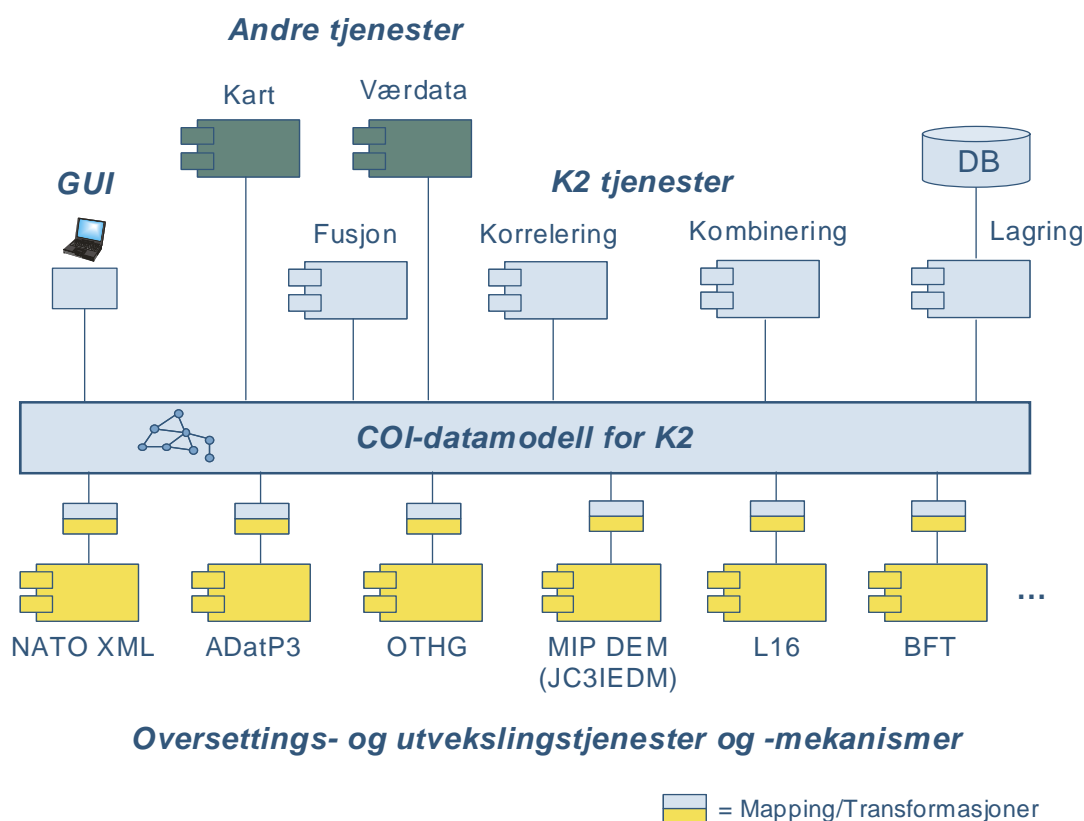 Andre tjenester
Kart
Værdata
GUI
K2 tjenester
DB
Fusjon
Korrelering
Kombinering
Lagring
COI-datamodell for K2
NATO XML
ADatP3
OTHG
MIP DEM
(JC3IEDM)
L16
BFT
...
Oversettings- og utvekslingstjenester og -mekanismer
= Mapping/Transformasjoner